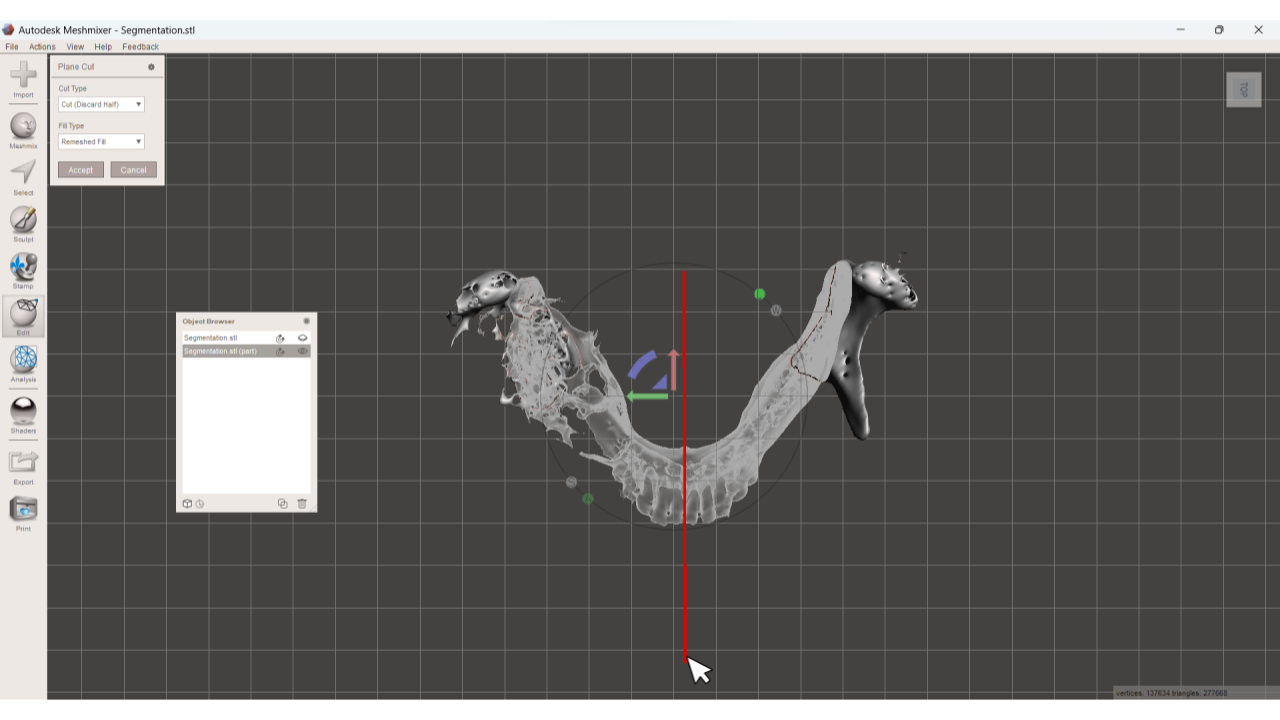 Autodesk Meshmixer - Segmentation.stl
File Actions View Help Feedback
Plane Cut
Cut Type
Cut (Discard Half)
Fill Type
Remeshed Fill
Accept Cancel
Import
Meshmix
Select
Sculpt
Stamp
Edit
Analysis
Shaders
Export
Print
Object Browser
Segmentation.stl
Segmentation.stl (part)
TOP
W
W
vertices: 137634 triangles: 277668